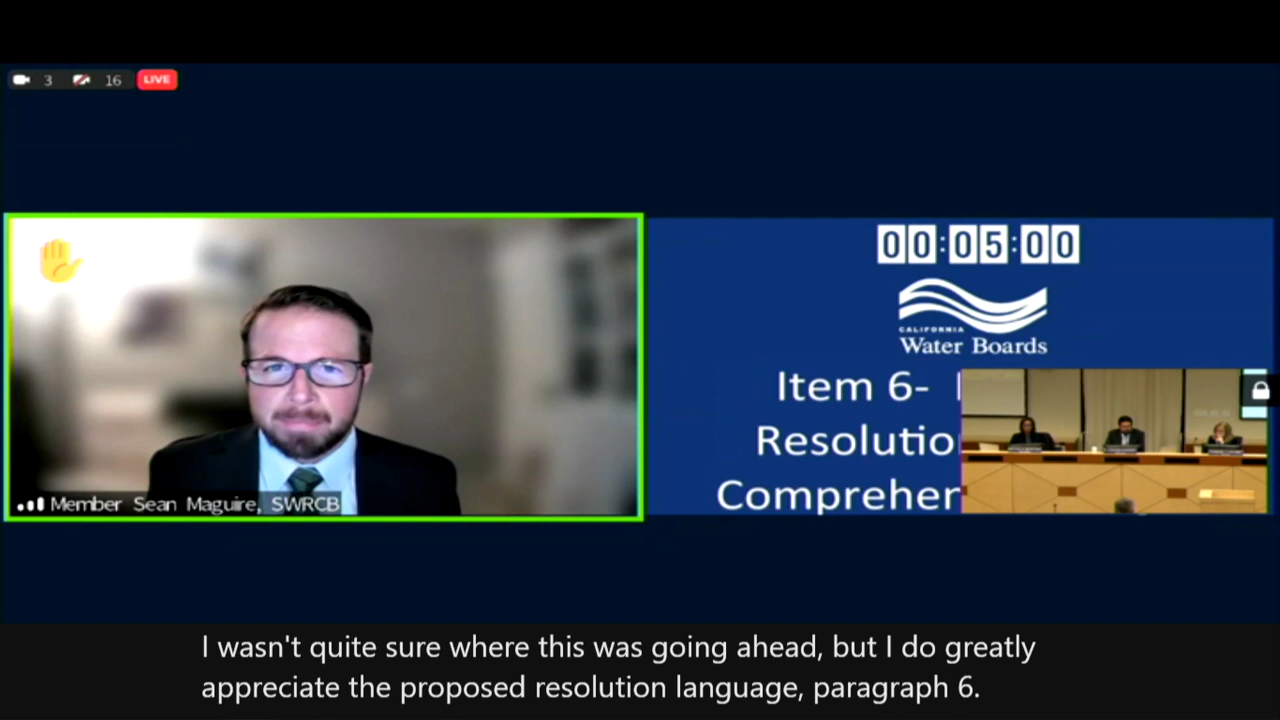 3 16 LIVE
00:05:00
CALIFORNIA
Water Boards
Item 6-
Resolutio
Comprehen
Member Sean Maguire, SWRCB
I wasn't quite sure where this was going ahead, but I do greatly
appreciate the proposed resolution language, paragraph 6.